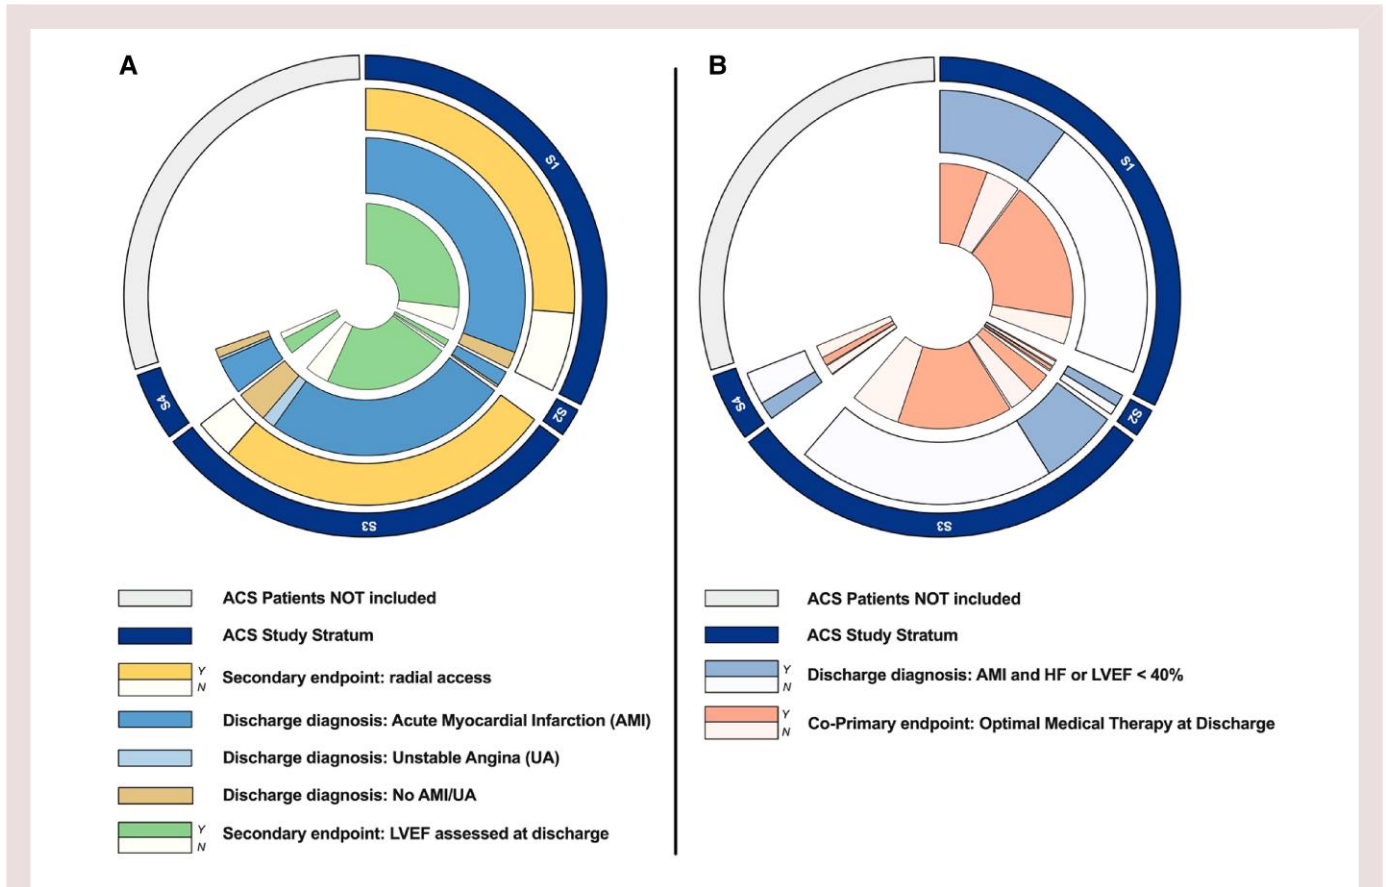 A
S1
S2
S3
S4
ACS Patients NOT included
ACS Study Stratum
Y
N
Secondary endpoint: radial access
Discharge diagnosis: Acute Myocardial Infarction (AMI)
Discharge diagnosis: Unstable Angina (UA)
Discharge diagnosis: No AMI/UA
Y
N
Secondary endpoint: LVEF assessed at discharge
B
S1
S2
S3
S4
ACS Patients NOT included
ACS Study Stratum
Y
N
Discharge diagnosis: AMI and HF or LVEF < 40%
Y
N
Co-Primary endpoint: Optimal Medical Therapy at Discharge